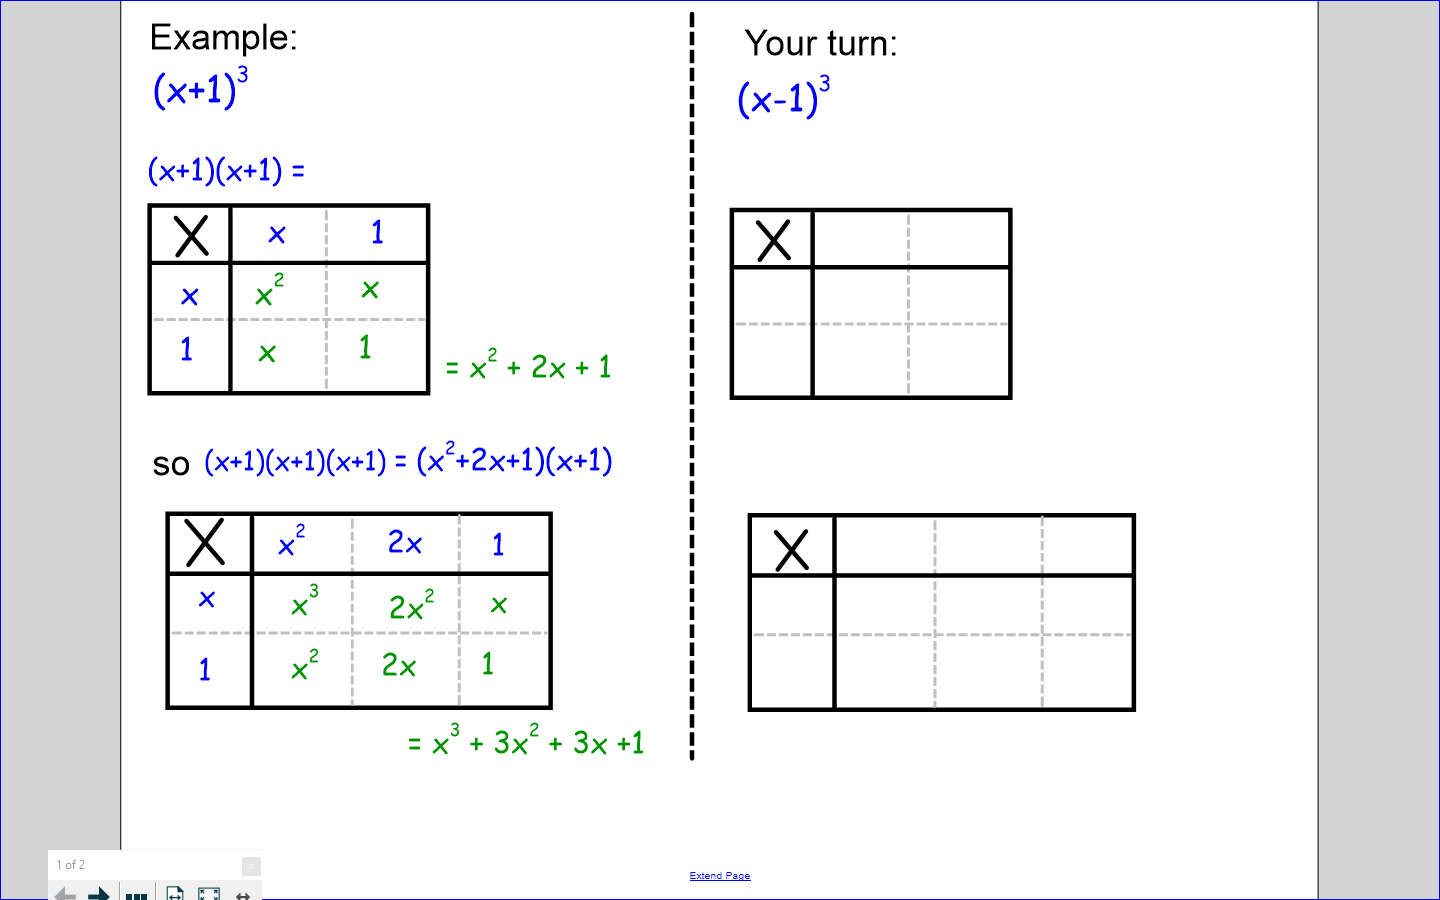 Example:
(x+1)³
(x+1)(x+1) =
X x 1
x x² x
1 x 1
= x² + 2x + 1
so (x+1)(x+1)(x+1) = (x²+2x+1)(x+1)
X x² 2x 1
x x³ 2x² x
1 x² 2x 1
= x³ + 3x² + 3x +1
Your turn:
(x-1)³
X
X
Extend Page
1 of 2